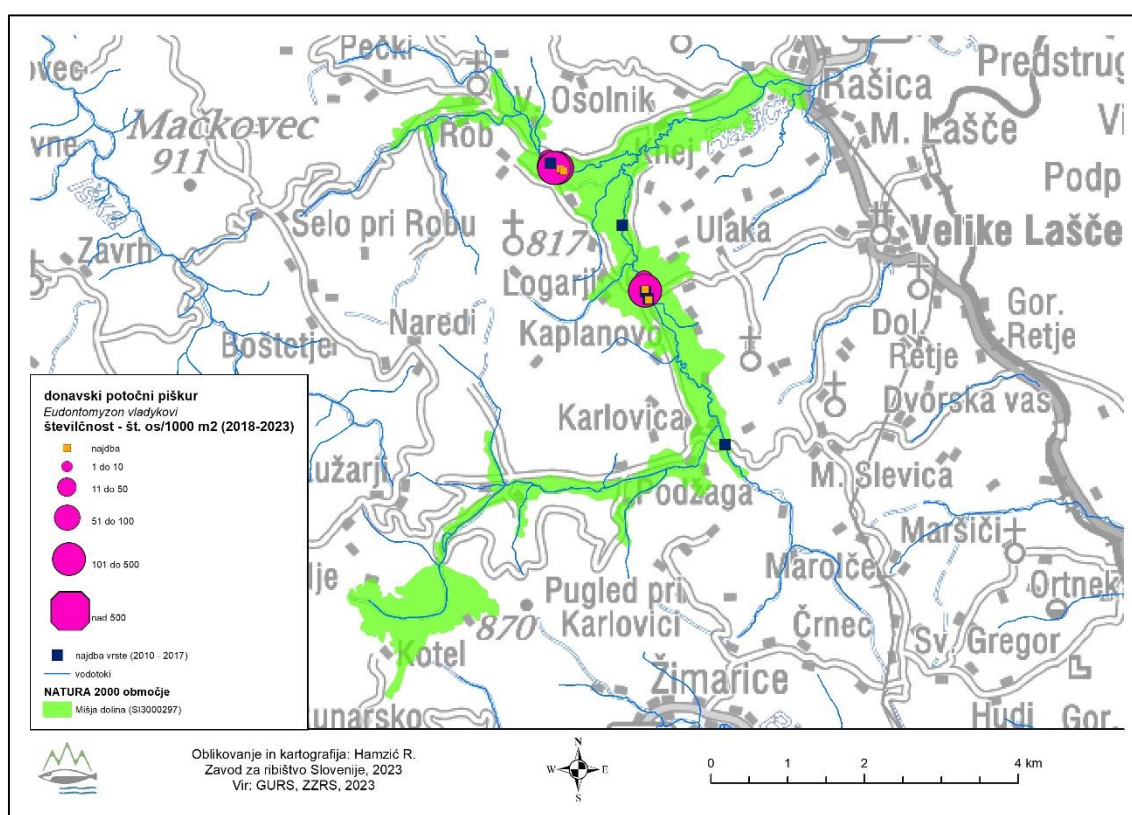 Pečki
Rašica
Predstrug
V. Osolnik
M. Lašče
Mačkovec
911
Rob
Knej
Podp
Selo pri Robu
Ulaka
Velike Lašče
Zavrh
817
Logarji
Gor.
Retje
Naredi
Kaplanovo
Dol.
Retje
Boštetje
Dvorska vas
Karlovica
M. Slevica
Podžaga
Maršiči
Marolče
Ortnek
Pugled pri
Karlovici
870
Črnec
Sv. Gregor
Kotel
Žimarice
Hudi
Gor.
unarsko
donavski potočni piškur
Eudontomyzon vladykovi
številčnost - št. os/1000 m2 (2018-2023)
najdba
1 do 10
11 do 50
51 do 100
101 do 500
nad 500
najdba vrste (2010 - 2017)
vodotoki
NATURA 2000 območje
Mišja dolina (SI3000297)
Oblikovanje in kartografija: Hamzić R.
Zavod za ribištvo Slovenije, 2023
Vir: GURS, ZZRS, 2023
N
W E
S
0 1 2 4 km